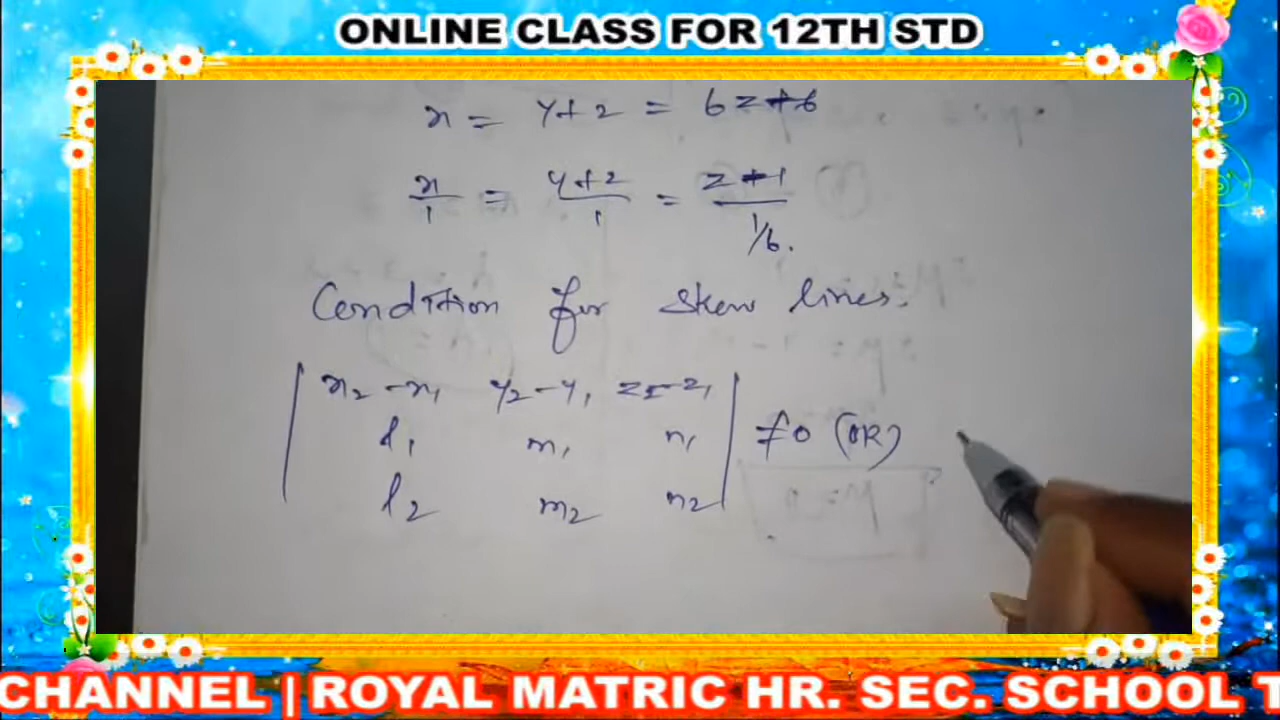 ONLINE CLASS FOR 12TH STD
x = y+2 = 6z+6
x/1 = y+2/1 = z+1/1/6.
Condition for skew lines.
| x₂-x₁ y₂-y₁ z₂-z₁ |
| l₁ m₁ n₁ | ≠0 (OR)
| l₂ m₂ n₂ |
CHANNEL | ROYAL MATRIC HR. SEC. SCHOOL T